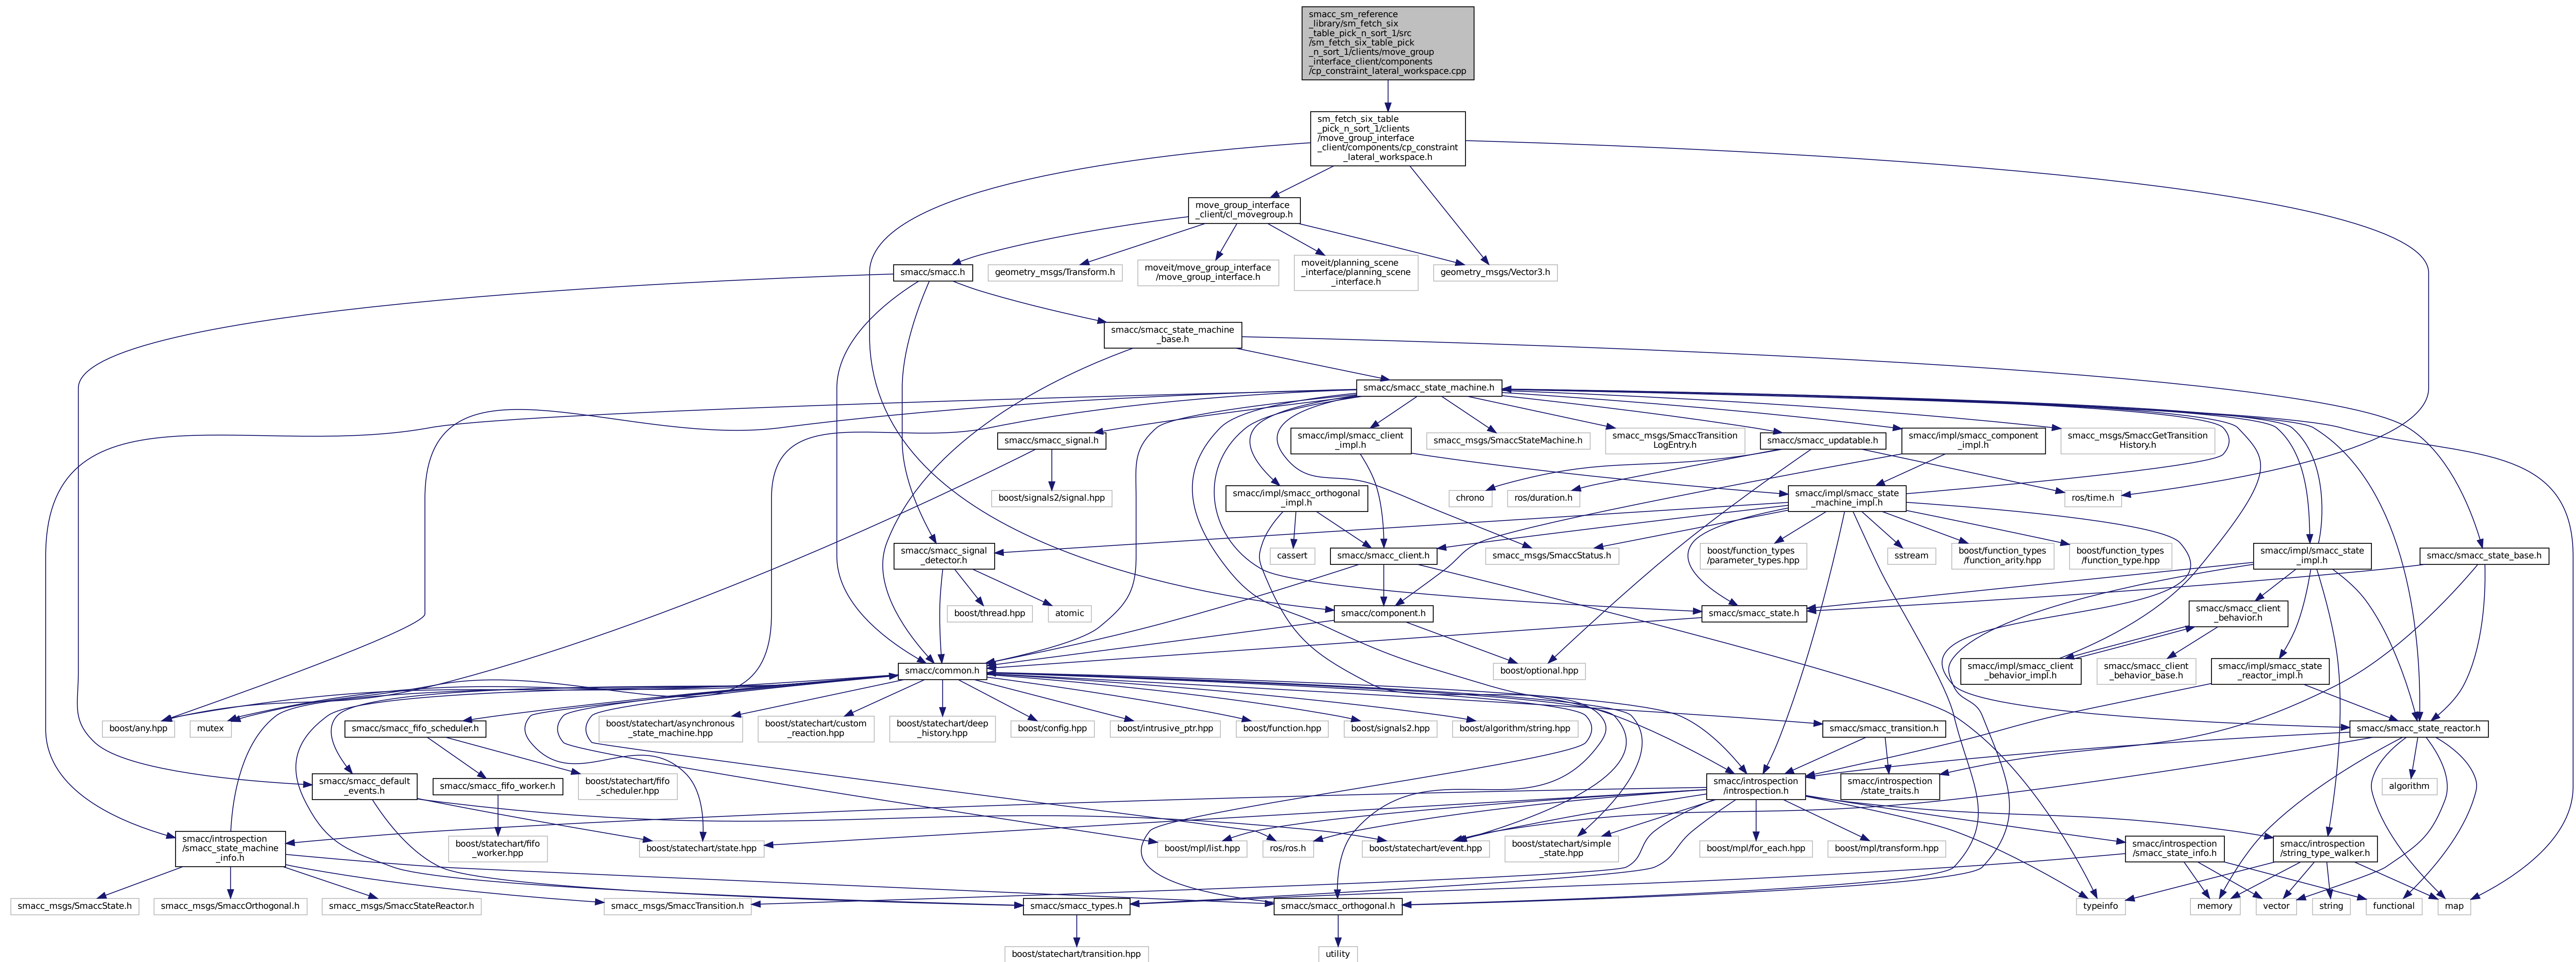 smacc_sm_reference
_library/sm_fetch_six
_table_pick_n_sort_1/src
/sm_fetch_six_table_pick
_n_sort_1/clients/move_group
_interface_client/components
/cp_constraint_lateral_workspace.cpp
sm_fetch_six_table
_pick_n_sort_1/clients
/move_group_interface
_client/components/cp_constraint
_lateral_workspace.h
move_group_interface
_client/cl_movegroup.h
smacc/smacc.h
geometry_msgs/Transform.h
moveit/move_group_interface
/move_group_interface.h
moveit/planning_scene
_interface/planning_scene
_interface.h
geometry_msgs/Vector3.h
smacc/smacc_state_machine
_base.h
smacc/smacc_state_machine.h
smacc/smacc_signal.h
smacc/impl/smacc_client
_impl.h
smacc_msgs/SmaccStateMachine.h
smacc_msgs/SmaccTransition
LogEntry.h
smacc/smacc_updatable.h
smacc/impl/smacc_component
_impl.h
smacc_msgs/SmaccGetTransition
History.h
boost/signals2/signal.hpp
smacc/impl/smacc_orthogonal
_impl.h
chrono
ros/duration.h
smacc/impl/smacc_state
_machine_impl.h
ros/time.h
smacc/smacc_signal
_detector.h
cassert
smacc/smacc_client.h
smacc_msgs/SmaccStatus.h
boost/function_types
/parameter_types.hpp
sstream
boost/function_types
/function_arity.hpp
boost/function_types
/function_type.hpp
smacc/impl/smacc_state
_impl.h
smacc/smacc_state_base.h
boost/thread.hpp
atomic
smacc/component.h
smacc/smacc_state.h
smacc/smacc_client
_behavior.h
smacc/common.h
boost/optional.hpp
smacc/impl/smacc_client
_behavior_impl.h
smacc/smacc_client
_behavior_base.h
smacc/impl/smacc_state
_reactor_impl.h
boost/any.hpp
mutex
smacc/smacc_fifo_scheduler.h
boost/statechart/asynchronous
_state_machine.hpp
boost/statechart/custom
_reaction.hpp
boost/statechart/deep
_history.hpp
boost/config.hpp
boost/intrusive_ptr.hpp
boost/function.hpp
boost/signals2.hpp
boost/algorithm/string.hpp
smacc/smacc_transition.h
smacc/smacc_state_reactor.h
smacc/smacc_default
_events.h
smacc/smacc_fifo_worker.h
boost/statechart/fifo
_scheduler.hpp
smacc/introspection
/introspection.h
smacc/introspection
/state_traits.h
algorithm
smacc/introspection
/smacc_state_machine
_info.h
boost/statechart/fifo
_worker.hpp
boost/statechart/state.hpp
boost/mpl/list.hpp
ros/ros.h
boost/statechart/event.hpp
boost/statechart/simple
_state.hpp
boost/mpl/for_each.hpp
boost/mpl/transform.hpp
smacc/introspection
/smacc_state_info.h
smacc/introspection
/string_type_walker.h
smacc_msgs/SmaccState.h
smacc_msgs/SmaccOrthogonal.h
smacc_msgs/SmaccStateReactor.h
smacc_msgs/SmaccTransition.h
smacc/smacc_types.h
smacc/smacc_orthogonal.h
typeinfo
memory
vector
string
functional
map
boost/statechart/transition.hpp
utility